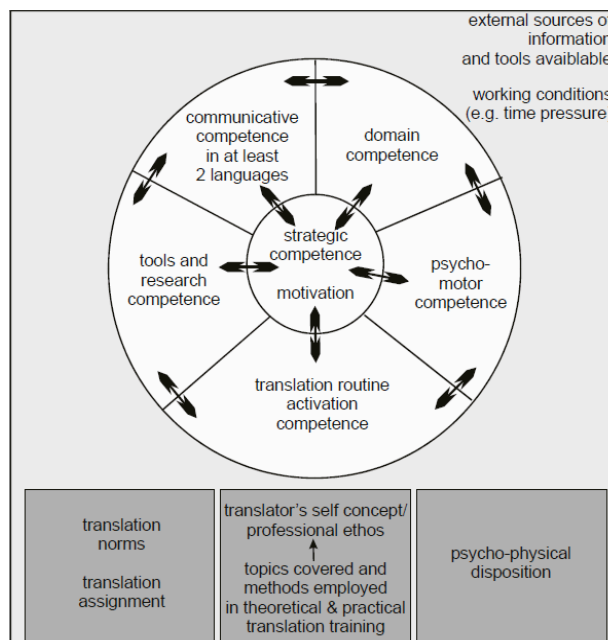 external sources of
information
and tools avaiblable
working conditions
(e.g. time pressure
communicative
competence
in at least
2 languages
domain
competence
strategic
competence
motivation
tools and
research
competence
psycho-
motor
competence
translation routine
activation
competence
translation
norms
translation
assignment
translator's self concept/
professional ethos
topics covered and
methods employed
in theoretical & practical
translation training
psycho-physical
disposition